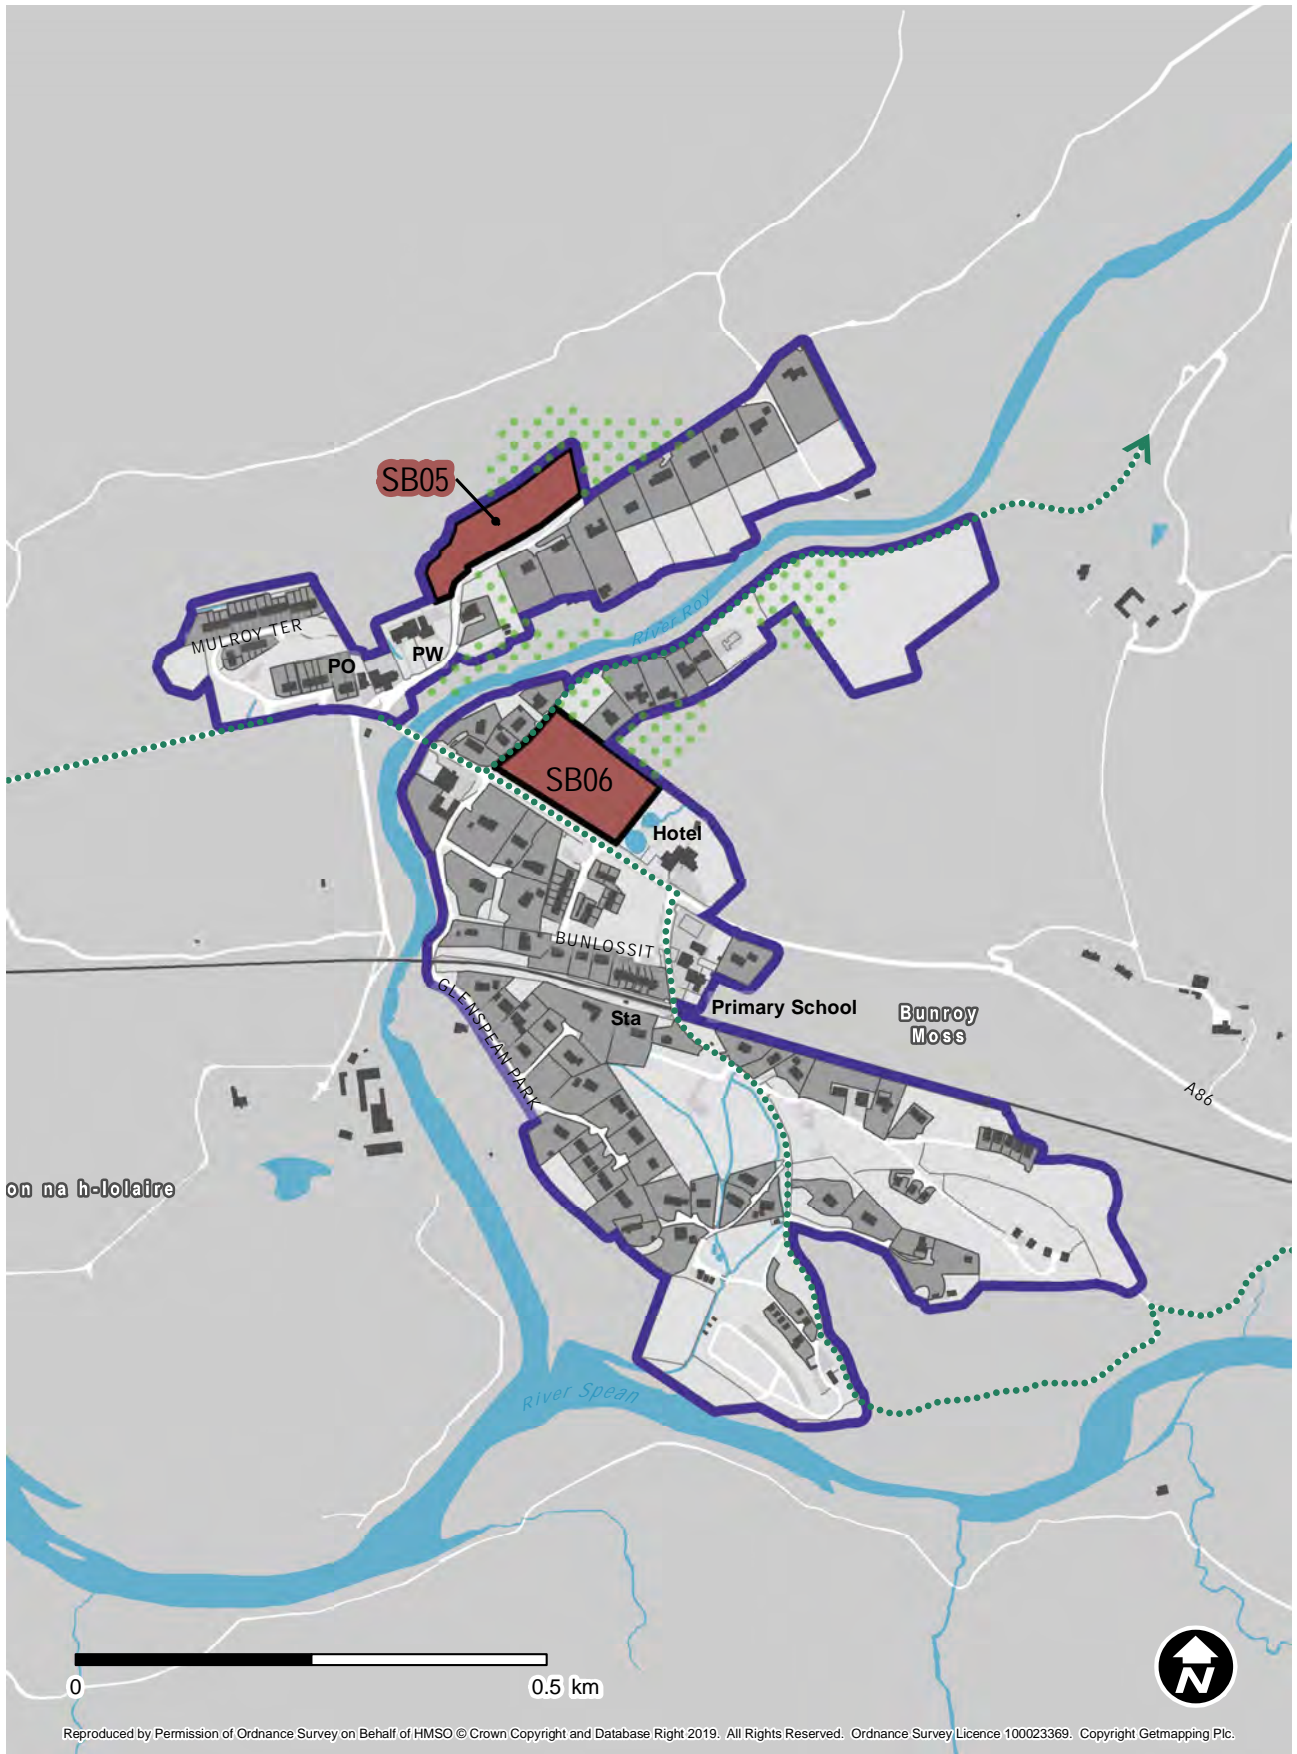 SB05
MULROY TER
PO
PW
River Roy
SB06
Hotel
BUNLOSSIT
GLENSPEAN PARK
Sta
Primary School
Bunroy
Moss
A86
on na h-Iolaire
River Spean
0
0.5 km
N
Reproduced by Permission of Ordnance Survey on Behalf of HMSO © Crown Copyright and Database Right 2019. All Rights Reserved. Ordnance Survey Licence 100023369. Copyright Getmapping Plc.